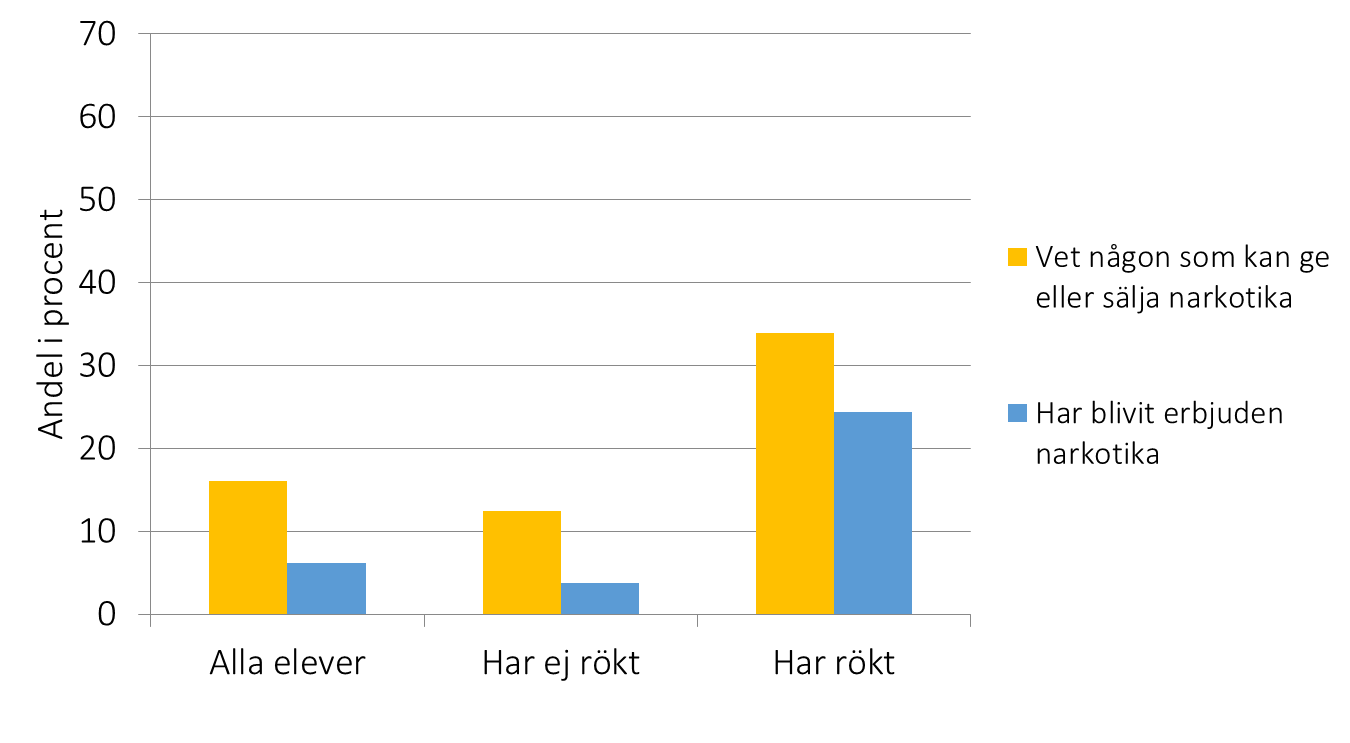 70
60
50
40
30
20
10
0
Andel i procent
Alla elever
Har ej rökt
Har rökt
Vet någon som kan ge
eller sälja narkotika
Har blivit erbjuden
narkotika